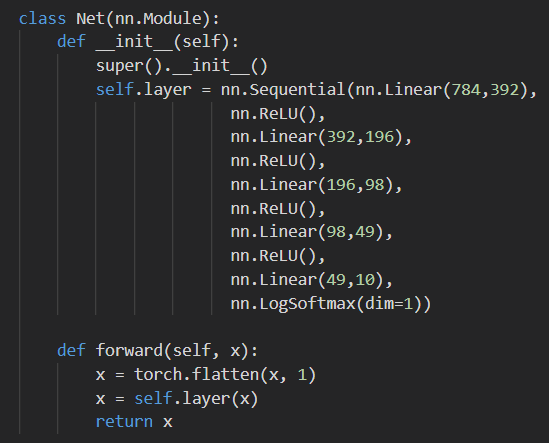 class Net(nn.Module):
    def __init__(self):
        super().__init__()
        self.layer = nn.Sequential(nn.Linear(784,392),
                      nn.ReLU(),
                      nn.Linear(392,196),
                      nn.ReLU(),
                      nn.Linear(196,98),
                      nn.ReLU(),
                      nn.Linear(98,49),
                      nn.ReLU(),
                      nn.Linear(49,10),
                      nn.LogSoftmax(dim=1))

    def forward(self, x):
        x = torch.flatten(x, 1)
        x = self.layer(x)
        return x